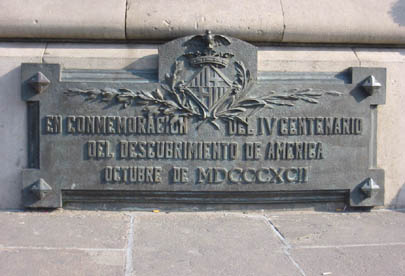 EN CONMEMORACION DEL IV CENTENARIO
DEL DESCUBRIMIENTO DE AMERICA
OCTUBRE DE MDCCCXCII